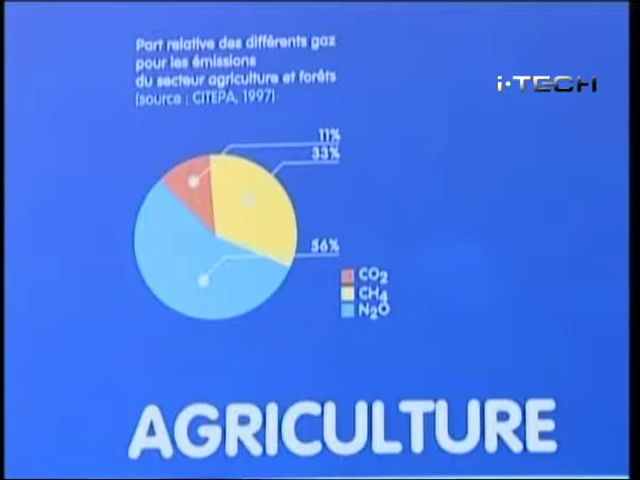 Part relative des différents gaz
pour les émissions
du secteur agriculture et forêts
(source : CITEPA, 1997)
i·TECH
11%
33%
56%
CO2
CH4
N2O
AGRICULTURE